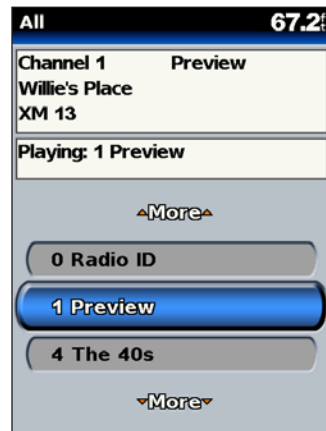 All 67.2 ft
Channel 1 Preview
Willie's Place
XM 13
Playing: 1 Preview
More
0 Radio ID
1 Preview
4 The 40s
More